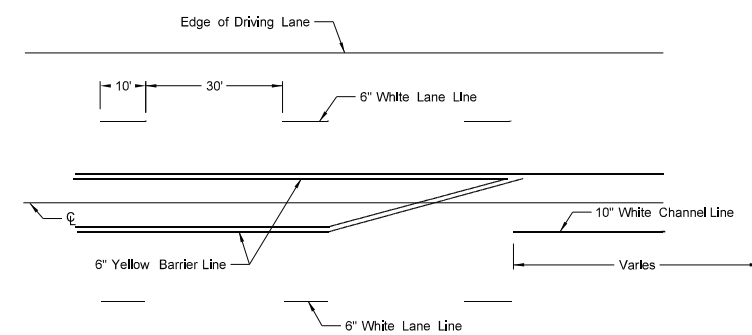 Edge of Driving Lane
10'
30'
6" White Lane Line
℄
10" White Channel Line
6" Yellow Barrier Line
Varies
6" White Lane Line